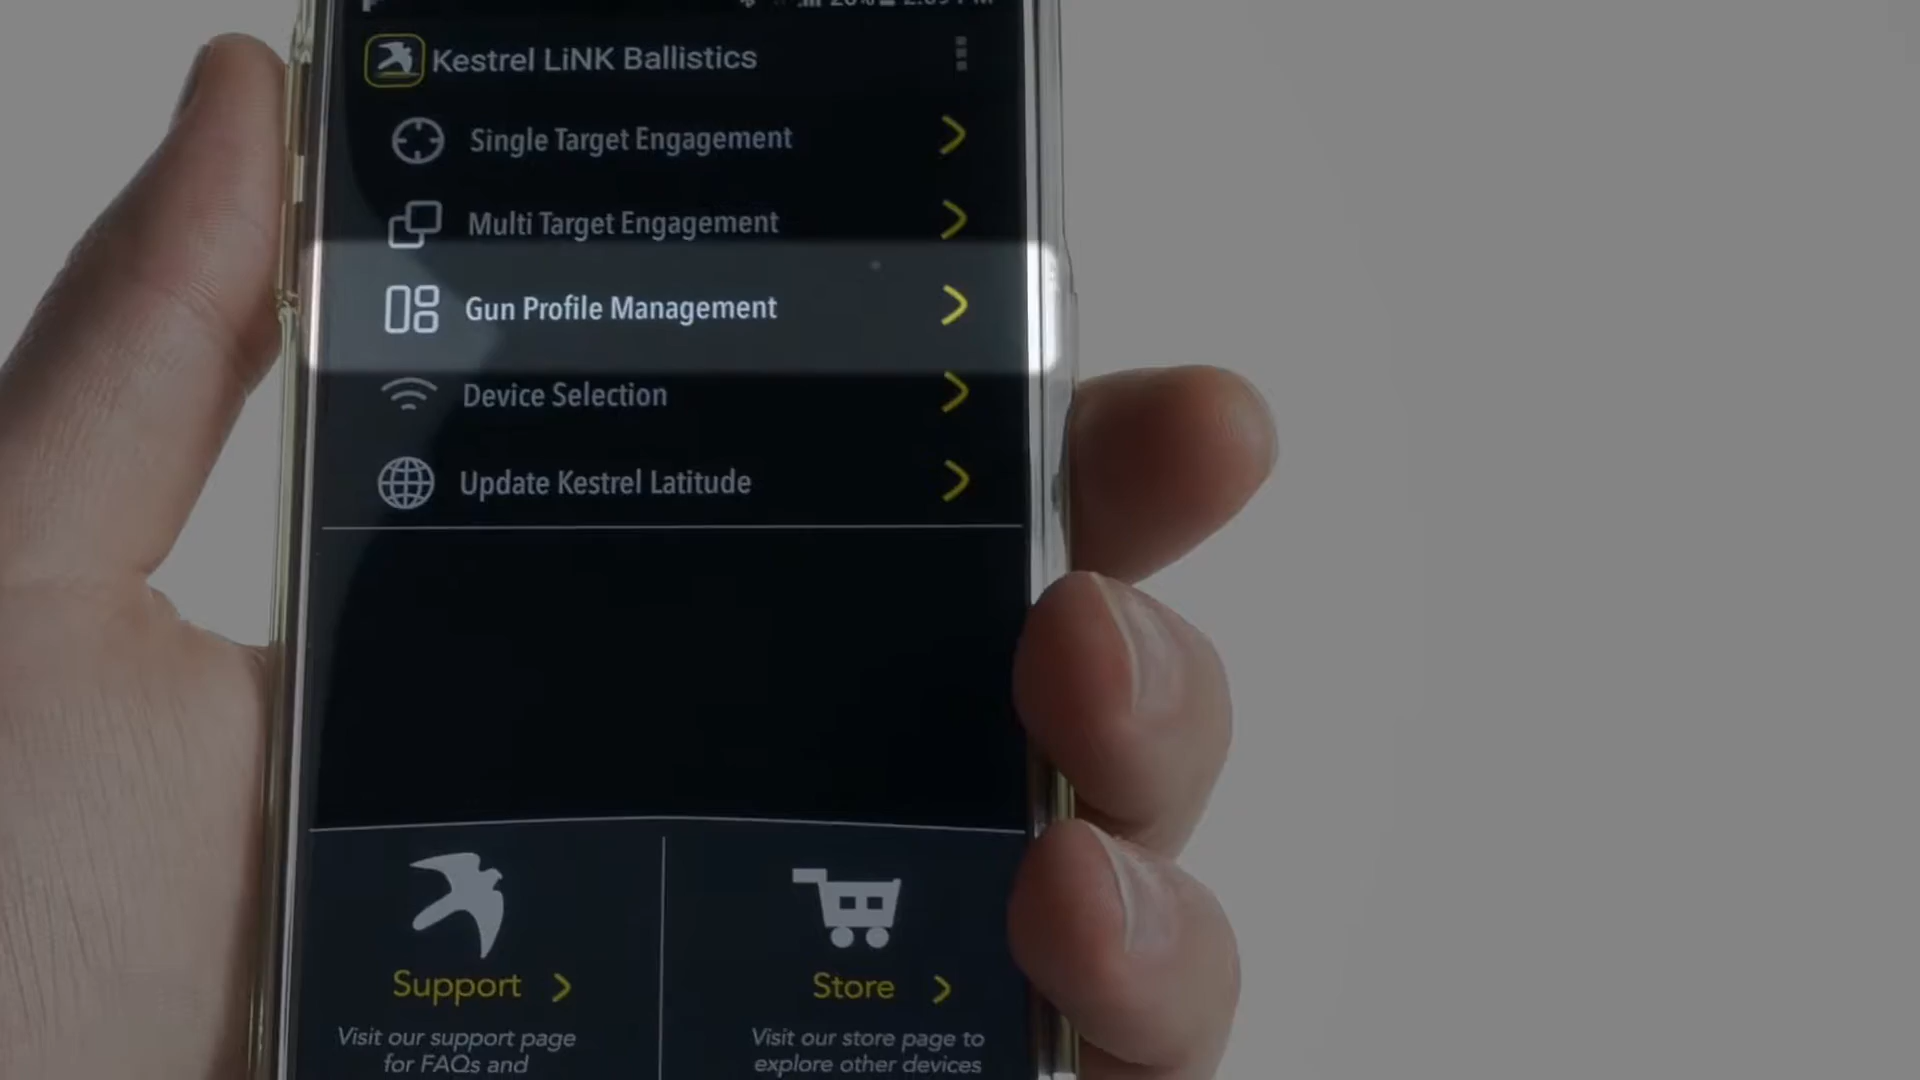 Kestrel LiNK Ballistics
Single Target Engagement
Multi Target Engagement
Gun Profile Management
Device Selection
Update Kestrel Latitude
Support
Visit our support page
for FAQs and
Store
Visit our store page to
explore other devices